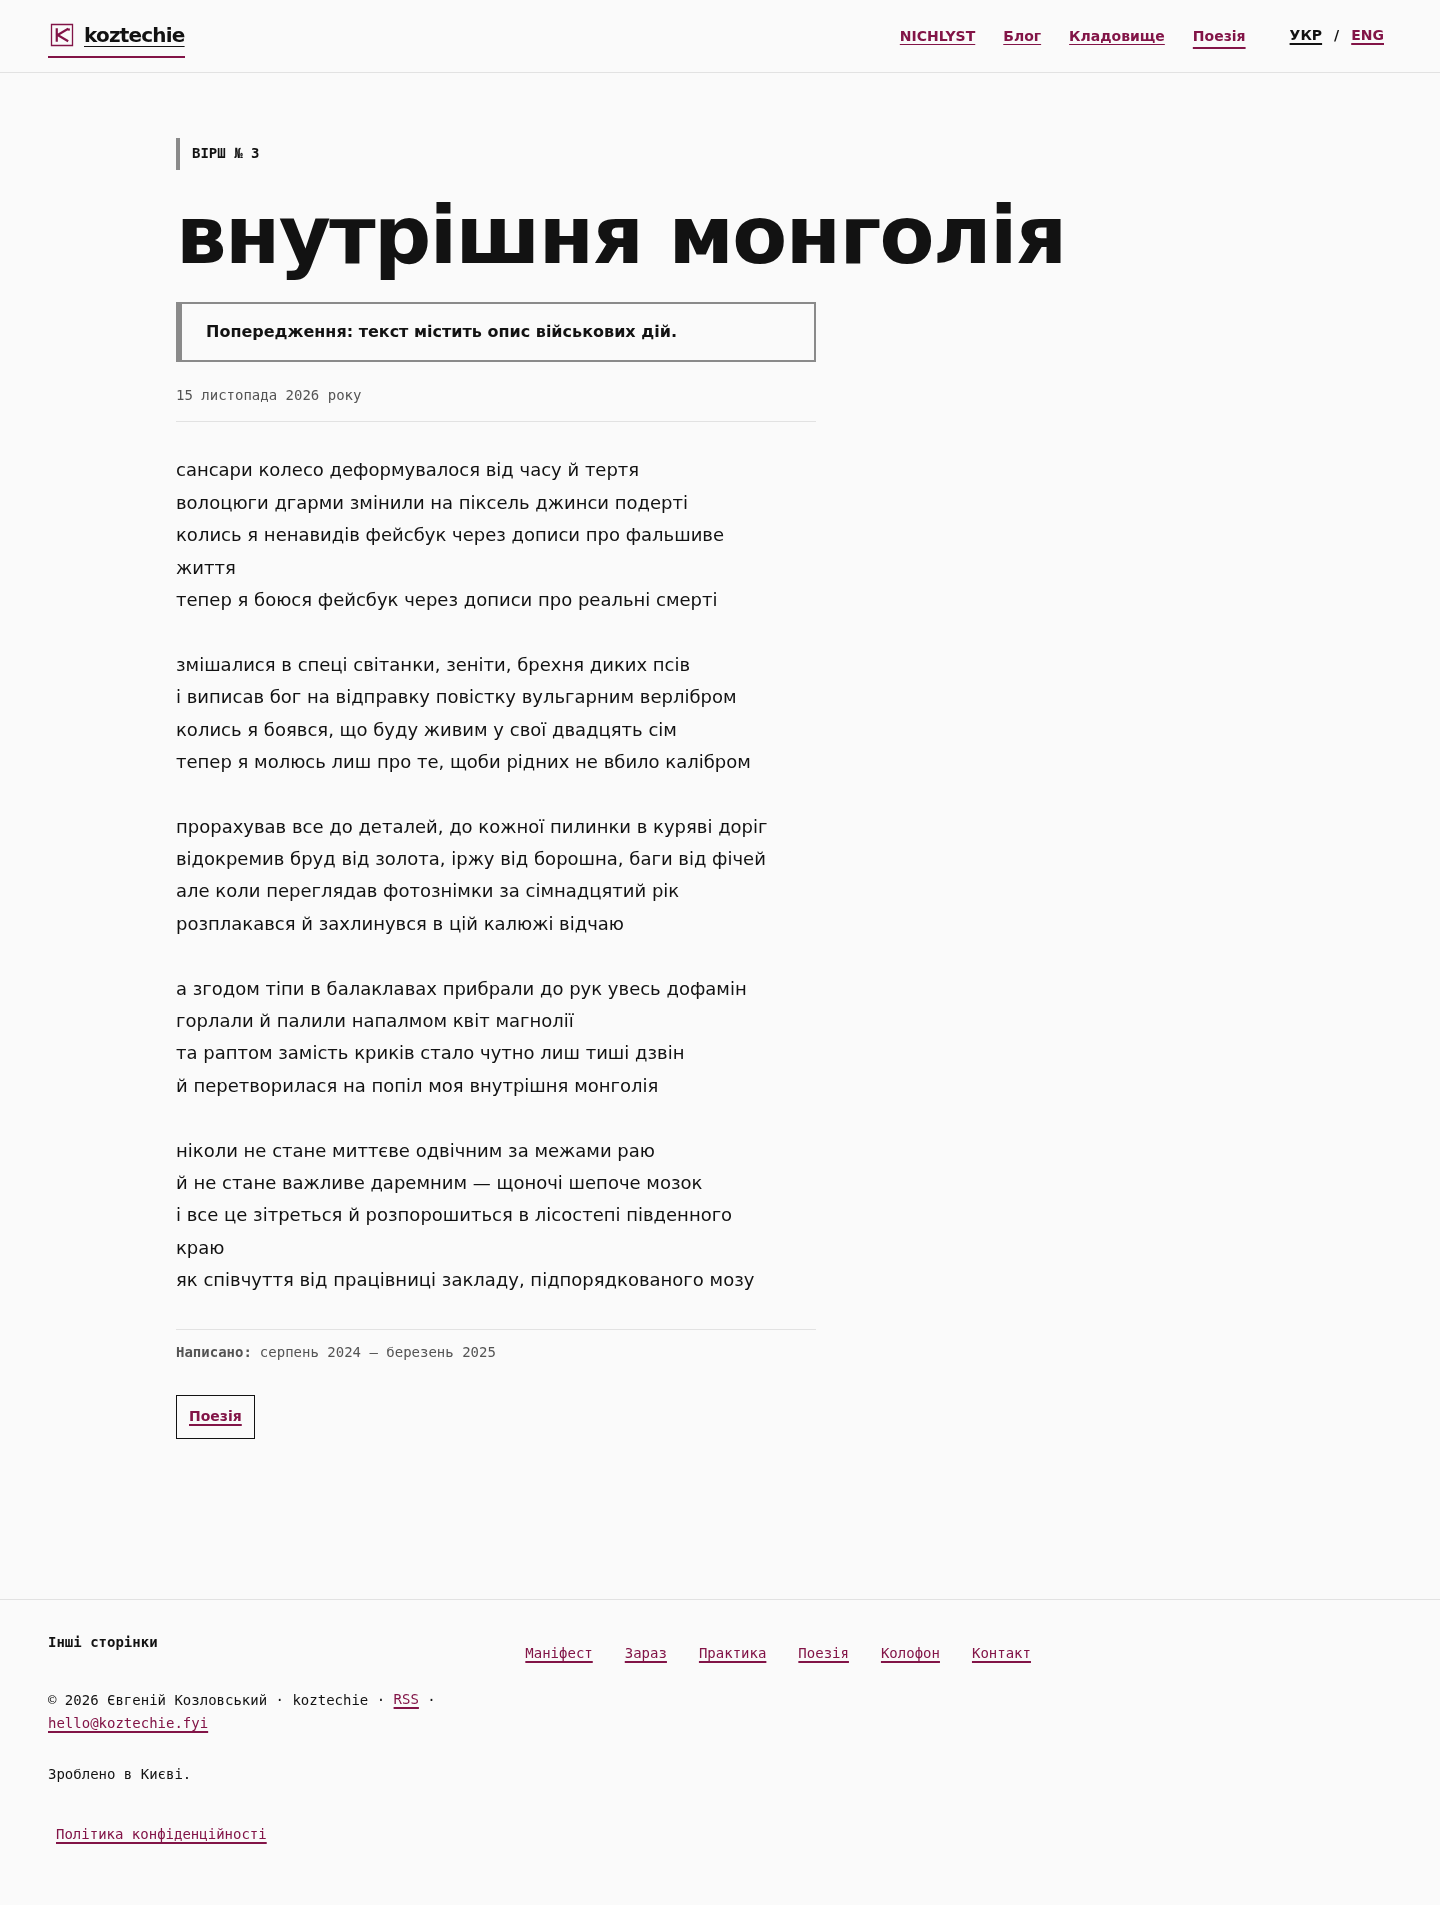 koztechie
NICHLYST Блог Кладовище Поезія УКР / ENG
ВІРШ № 3
внутрішня монголія
Попередження: текст містить опис військових дій.
15 листопада 2026 року
сансари колесо деформувалося від часу й тертя
волоцюги дгарми змінили на піксель джинси подерті
колись я ненавидів фейсбук через дописи про фальшиве
життя
тепер я боюся фейсбук через дописи про реальні смерті
змішалися в спеці світанки, зеніти, брехня диких псів
і виписав бог на відправку повістку вульгарним верлібром
колись я боявся, що буду живим у свої двадцять сім
тепер я молюсь лиш про те, щоби рідних не вбило калібром
прорахував все до деталей, до кожної пилинки в куряві доріг
відокремив бруд від золота, іржу від борошна, баги від фічей
але коли переглядав фотознімки за сімнадцятий рік
розплакався й захлинувся в цій калюжі відчаю
а згодом тіпи в балаклавах прибрали до рук увесь дофамін
горлали й палили напалмом квіт магнолії
та раптом замість криків стало чутно лиш тиші дзвін
й перетворилася на попіл моя внутрішня монголія
ніколи не стане миттєве одвічним за межами раю
й не стане важливе даремним — щоночі шепоче мозок
і все це зітреться й розпорошиться в лісостепі південного
краю
як співчуття від працівниці закладу, підпорядкованого мозу
Написано: серпень 2024 — березень 2025
Поезія
Інші сторінки
Маніфест Зараз Практика Поезія Колофон Контакт
© 2026 Євгеній Козловський · koztechie · RSS ·
hello@koztechie.fyi
Зроблено в Києві.
Політика конфіденційності